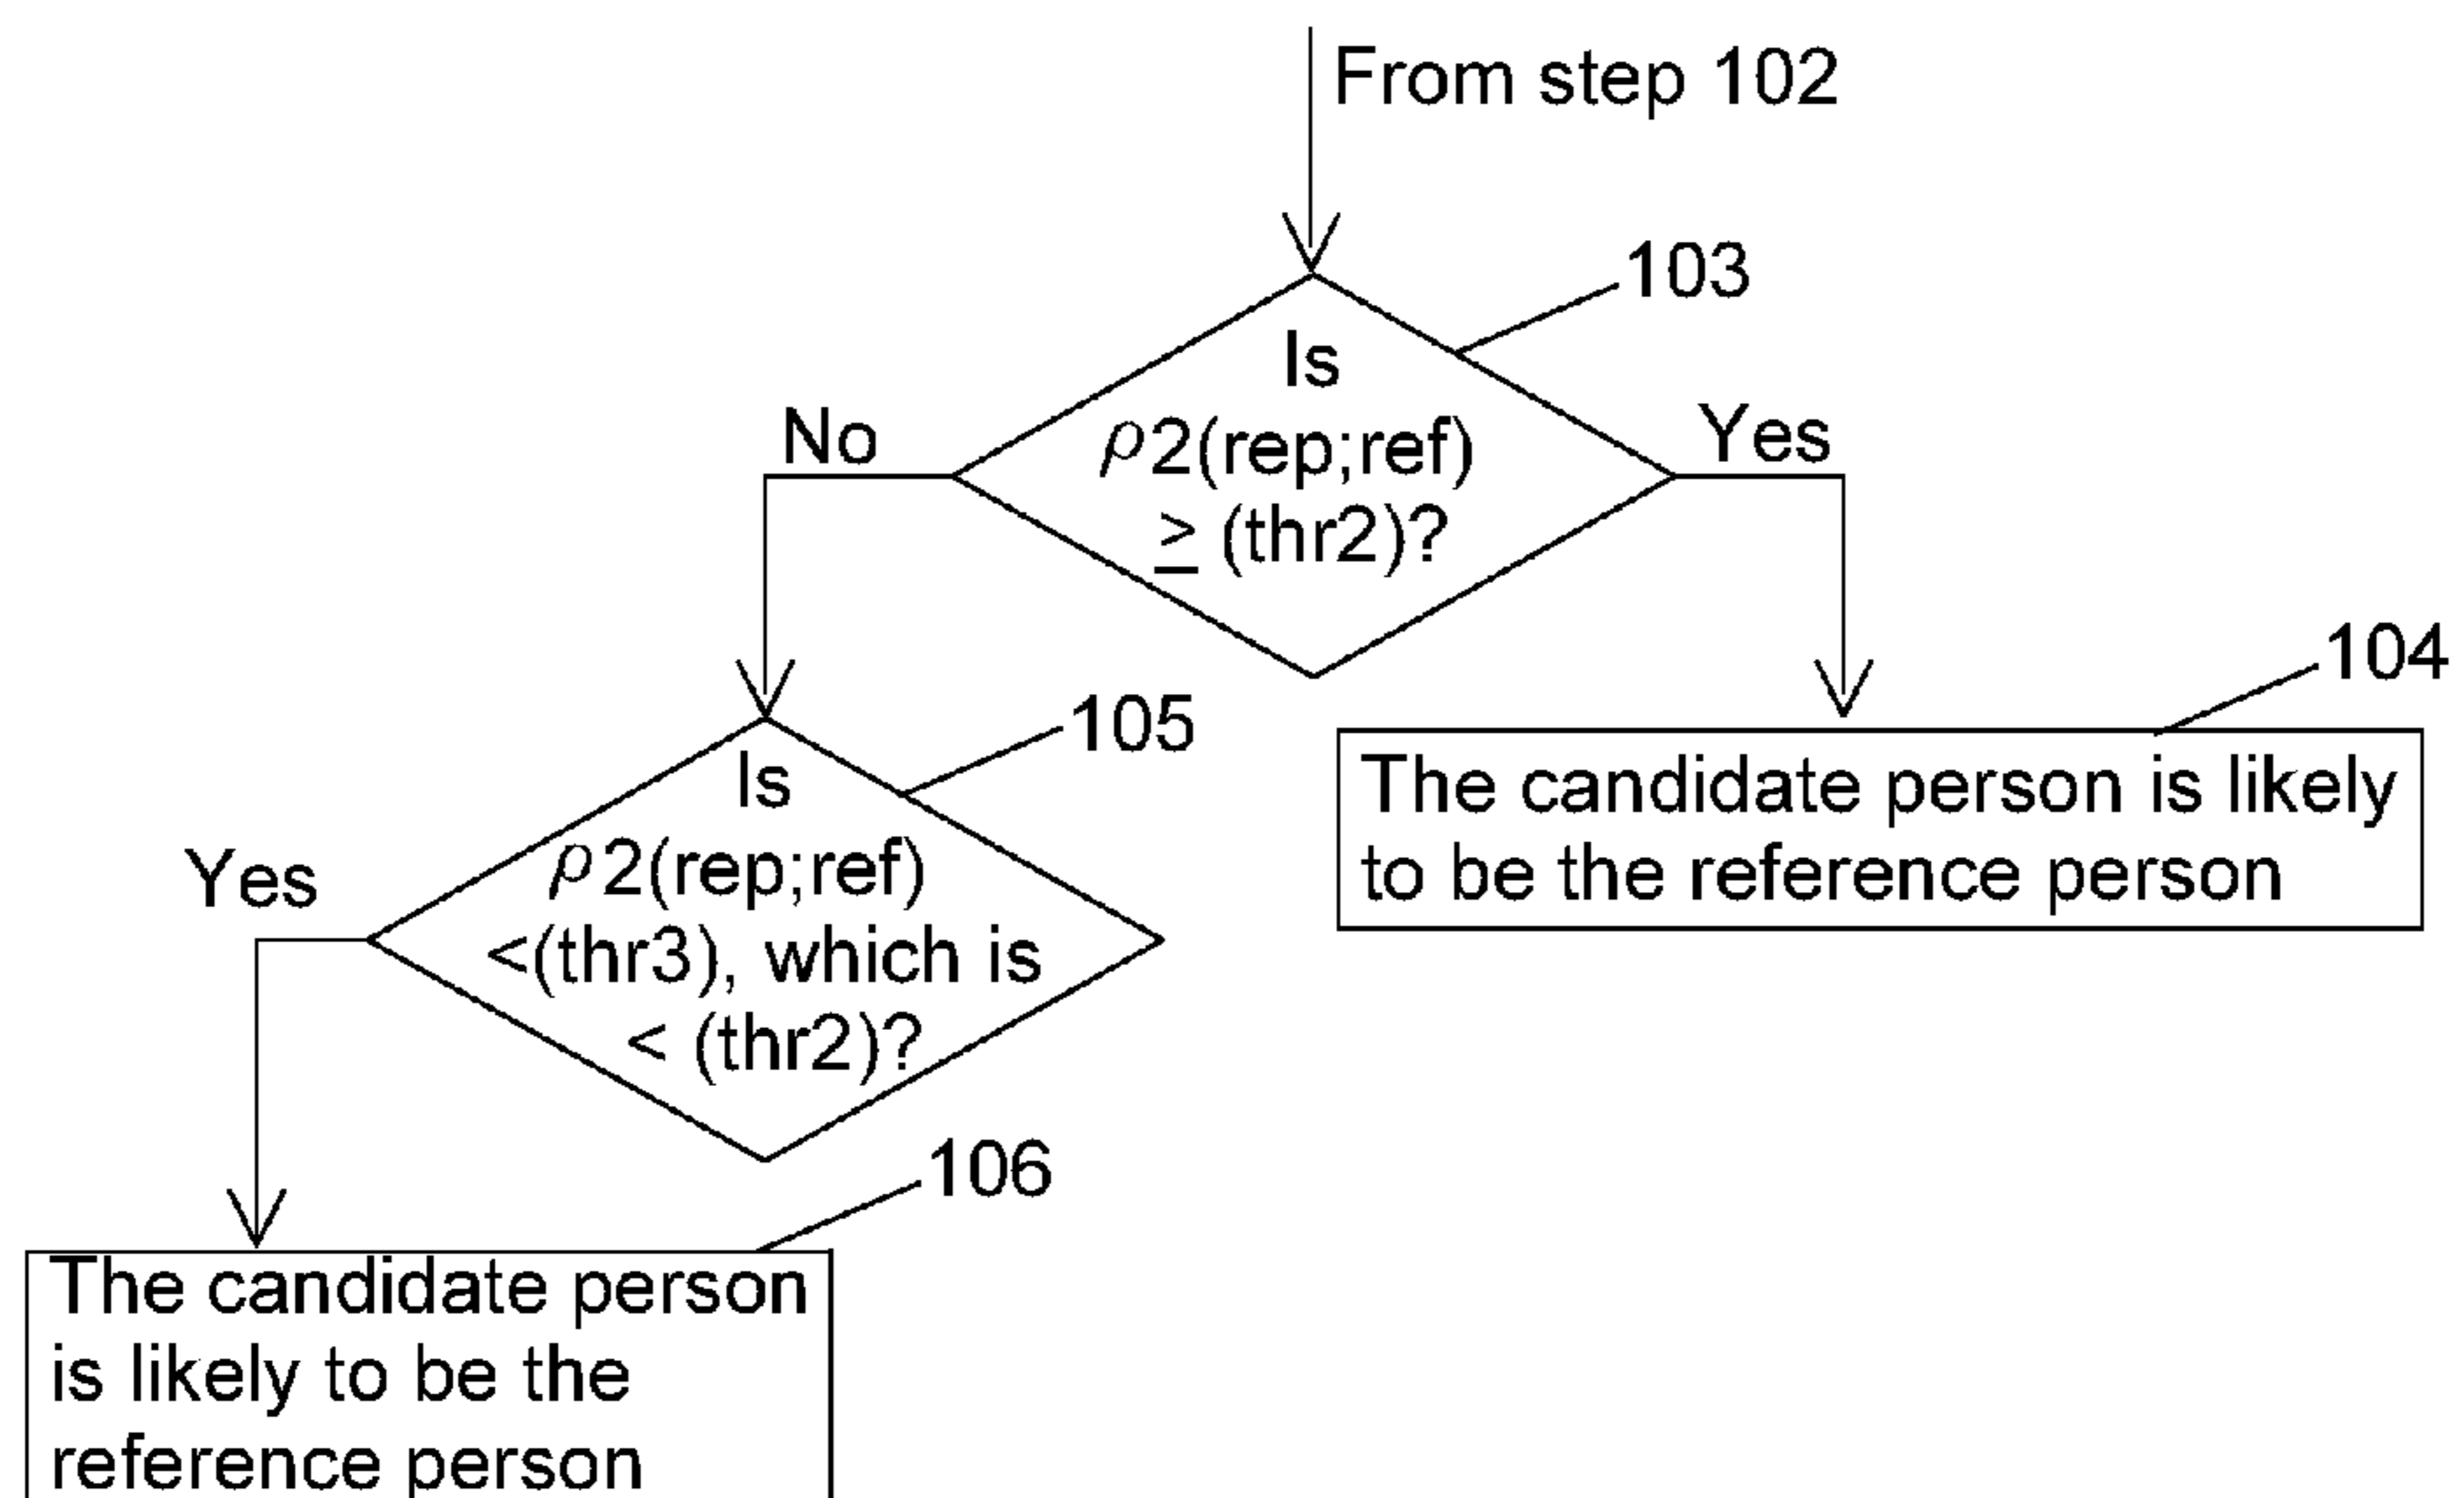 From step 102
103
Is
ρ2(rep;ref)
≥ (thr2)?
No
Yes
104
The candidate person is likely
to be the reference person
105
Is
ρ2(rep;ref)
<(thr3), which is
< (thr2)?
Yes
106
The candidate person
is likely to be the
reference person